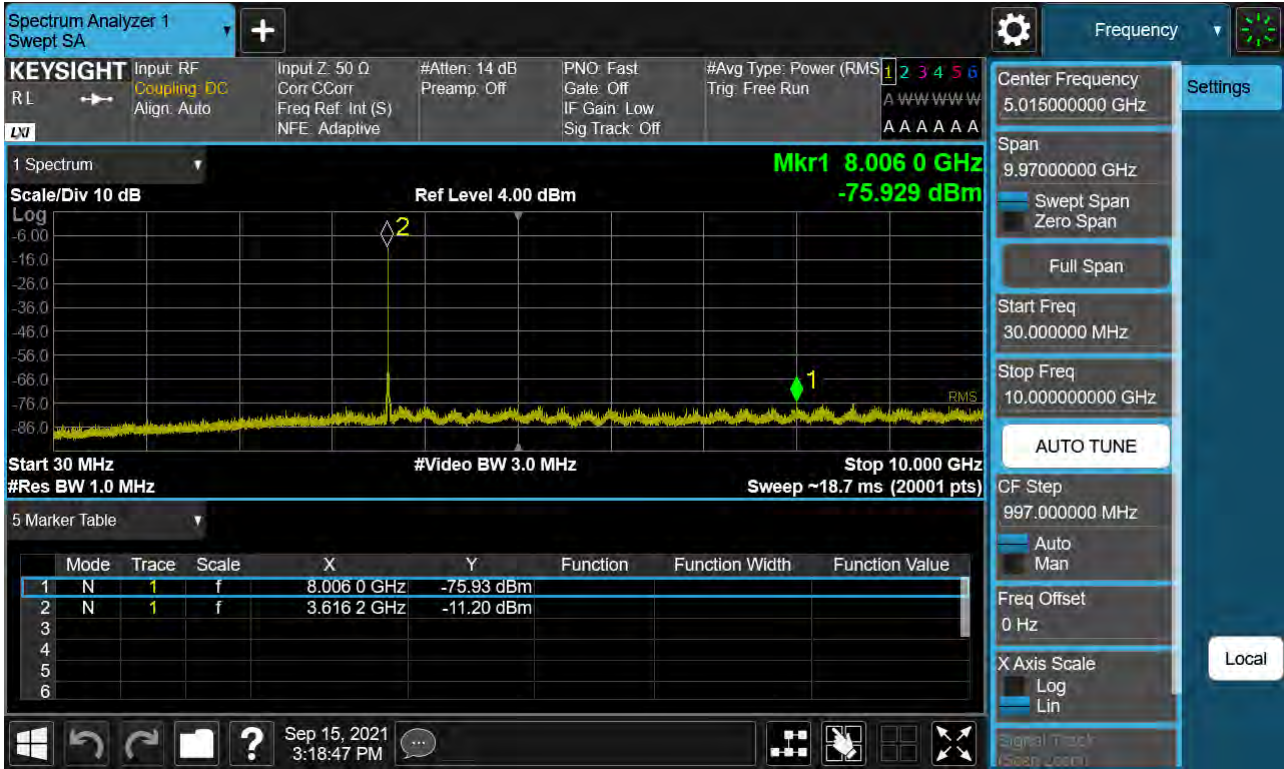 Spectrum Analyzer 1
Swept SA
Frequency
KEYSIGHT
RL
LXI
Input: RF
Coupling: DC
Align: Auto
Input Z: 50 Ω
Corr CCorr
Freq Ref: Int (S)
NFE: Adaptive
#Atten: 14 dB
Preamp: Off
PNO: Fast
Gate: Off
IF Gain: Low
Sig Track: Off
#Avg Type: Power (RMS
Trig: Free Run
1 2 3 4 5 6
A W W W W W
A A A A A A
Center Frequency
5.015000000 GHz
Settings
Span
9.97000000 GHz
Swept Span
Zero Span
Full Span
Start Freq
30.000000 MHz
Stop Freq
10.000000000 GHz
AUTO TUNE
CF Step
997.000000 MHz
Auto
Man
Freq Offset
0 Hz
X Axis Scale
Log
Lin
Signal Track
(Span Zoom)
Local
1 Spectrum
Scale/Div 10 dB
Ref Level 4.00 dBm
Mkr1 8.006 0 GHz
-75.929 dBm
Log
-6.00
-16.0
-26.0
-36.0
-46.0
-56.0
-66.0
-76.0
-86.0
2
1
RMS
Start 30 MHz
#Video BW 3.0 MHz
Stop 10.000 GHz
#Res BW 1.0 MHz
Sweep ~18.7 ms (20001 pts)
5 Marker Table
Mode Trace Scale X Y Function Function Width Function Value
1 N 1 f 8.006 0 GHz -75.93 dBm
2 N 1 f 3.616 2 GHz -11.20 dBm
3
4
5
6
?
Sep 15, 2021
3:18:47 PM